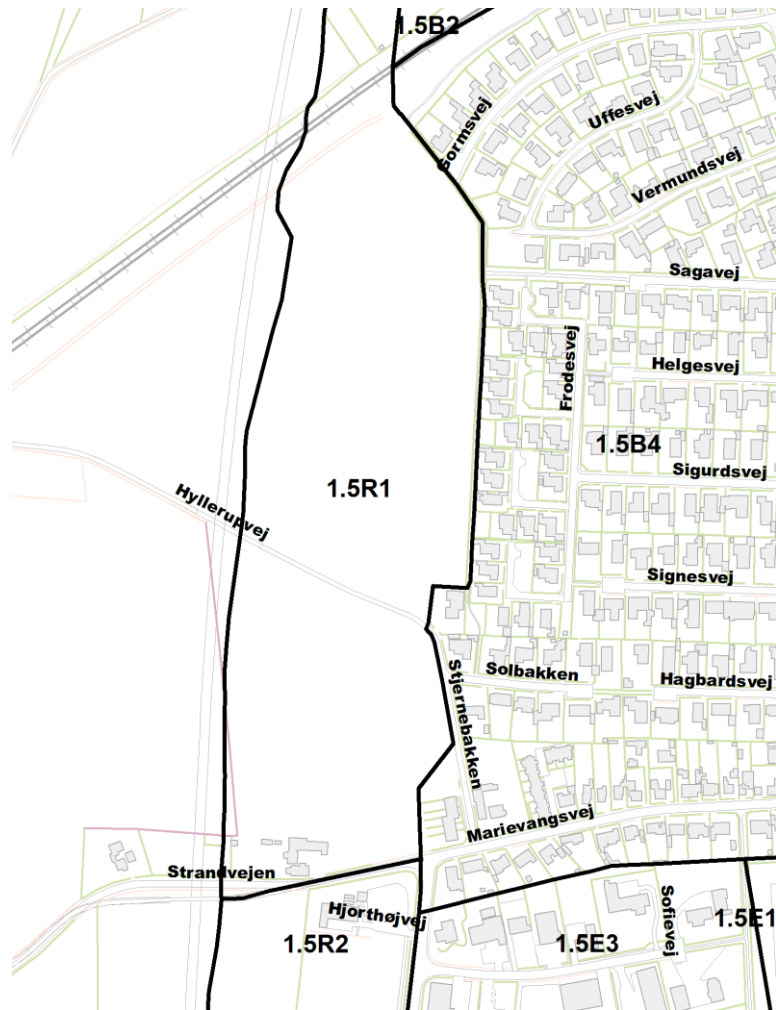 1.5B2
Uffesvej
Gormsvej
Vermundsvej
Sagavej
Helgesvej
Frodesvej
1.5B4
Sigurdsvej
1.5R1
Hyllerupvej
Signesvej
Solbakken
Hagbardsvej
Stjernebakken
Marievangsvej
Strandvejen
Hjorthøjvej
Sofievej
1.5R2
1.5E3
1.5E1